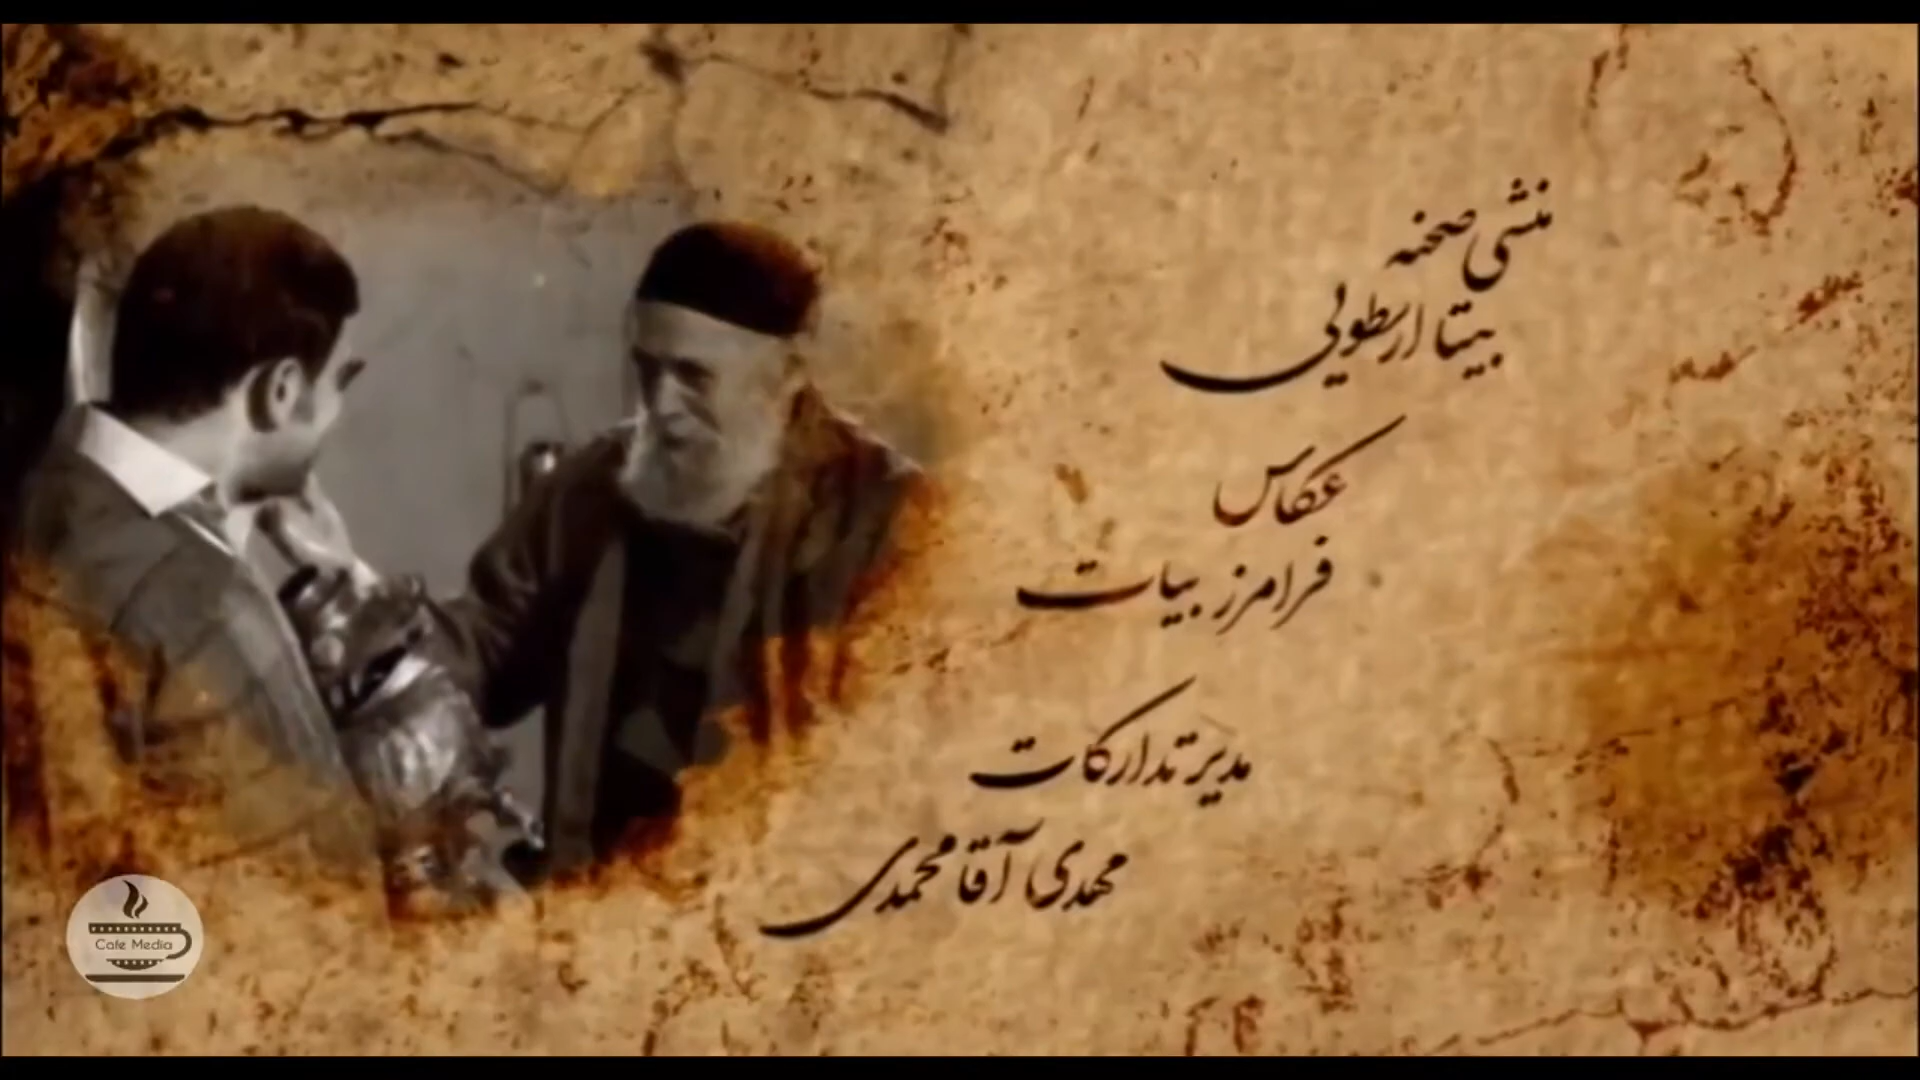 منشی صحنه
بیتا ارسطویی
عکاس
فرامرز بیات
مدیر تدارکات
مهدی آقامحمدی
Cafe Media